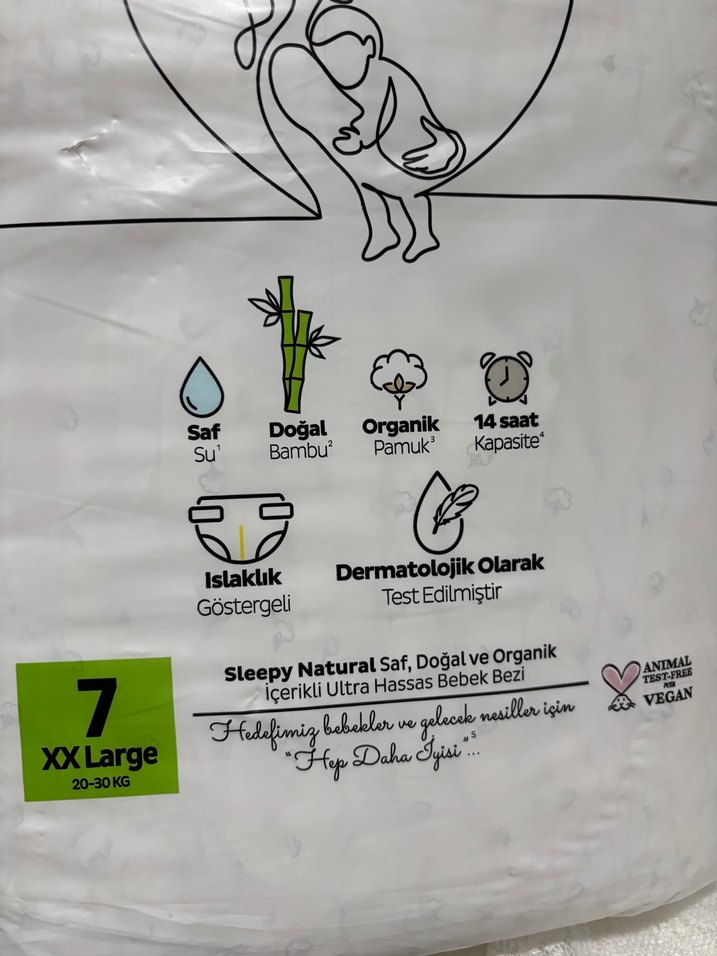 Saf
Su¹
Doğal
Bambu²
Organik
Pamuk³
14 saat
Kapasite⁴
Islaklık
Göstergeli
Dermatolojik Olarak
Test Edilmiştir
7
XX Large
20-30 KG
Sleepy Natural Saf, Doğal ve Organik
İçerikli Ultra Hassas Bebek Bezi
Hedefimiz bebekler ve gelecek nesiller için
"Hep Daha İyisi"⁵...
ANIMAL
TEST-FREE
PETA
VEGAN